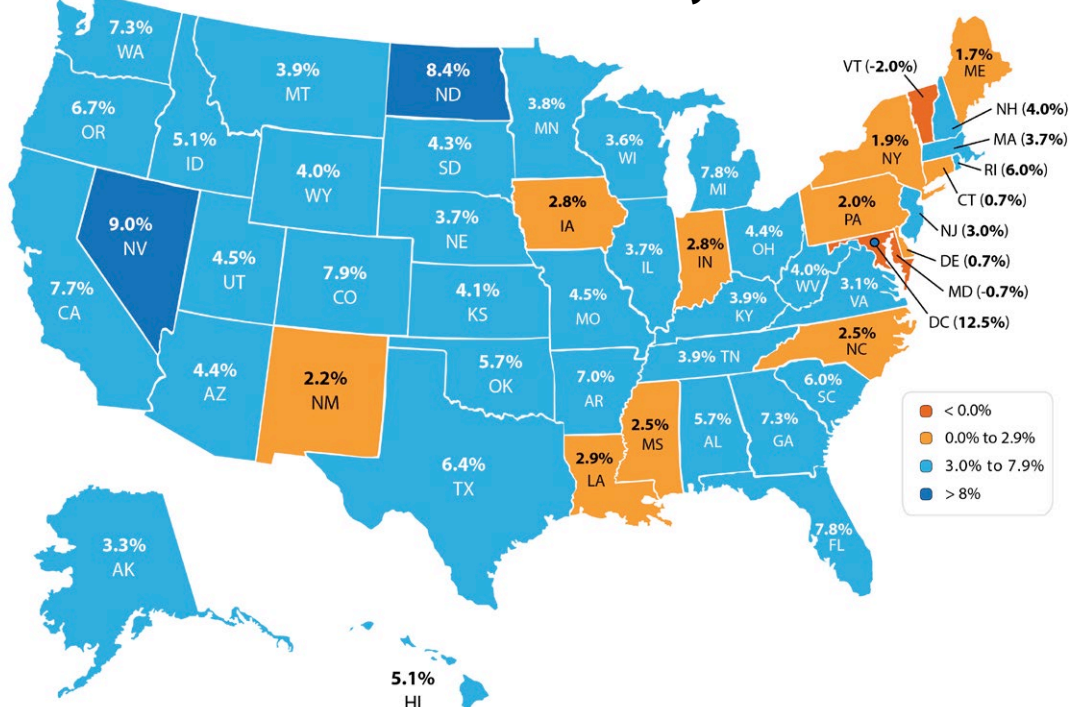 7.3%
WA
6.7%
OR
5.1%
ID
3.9%
MT
8.4%
ND
3.8%
MN
4.3%
SD
4.0%
WY
3.6%
WI
7.8%
MI
9.0%
NV
4.5%
UT
7.9%
CO
3.7%
NE
2.8%
IA
3.7%
IL
2.8%
IN
4.4%
OH
7.7%
CA
4.1%
KS
4.5%
MO
3.9%
KY
4.0%
WV
3.1%
VA
4.4%
AZ
2.2%
NM
5.7%
OK
7.0%
AR
3.9% TN
2.5%
NC
6.0%
SC
6.4%
TX
2.9%
LA
2.5%
MS
5.7%
AL
7.3%
GA
7.8%
FL
3.3%
AK
5.1%
HI
2.0%
PA
1.9%
NY
1.7%
ME
VT (-2.0%)
NH (4.0%)
MA (3.7%)
RI (6.0%)
CT (0.7%)
NJ (3.0%)
DE (0.7%)
MD (-0.7%)
DC (12.5%)
< 0.0%
0.0% to 2.9%
3.0% to 7.9%
> 8%